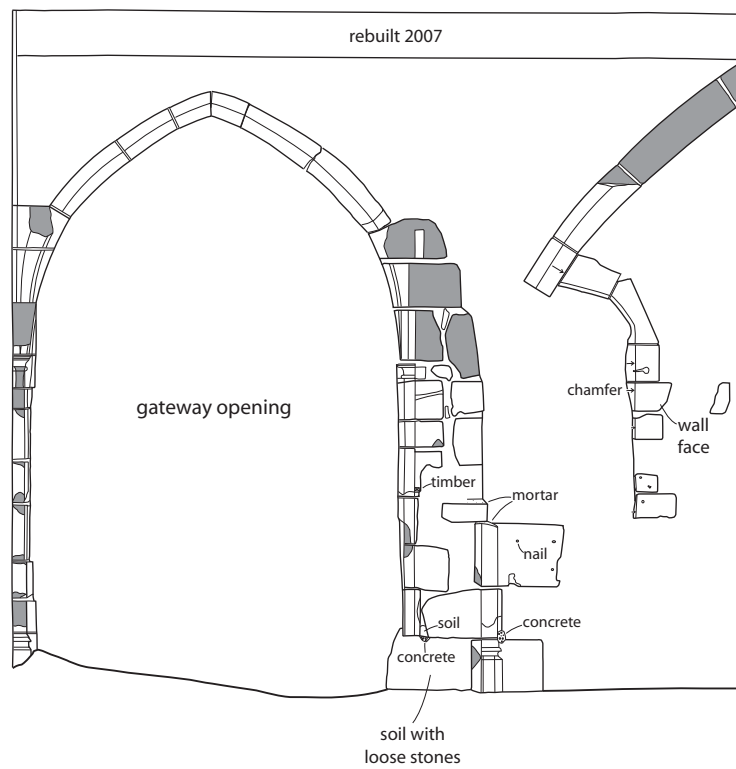 rebuilt 2007
gateway opening
chamfer
wall
face
timber
mortar
nail
soil
concrete
concrete
soil with
loose stones